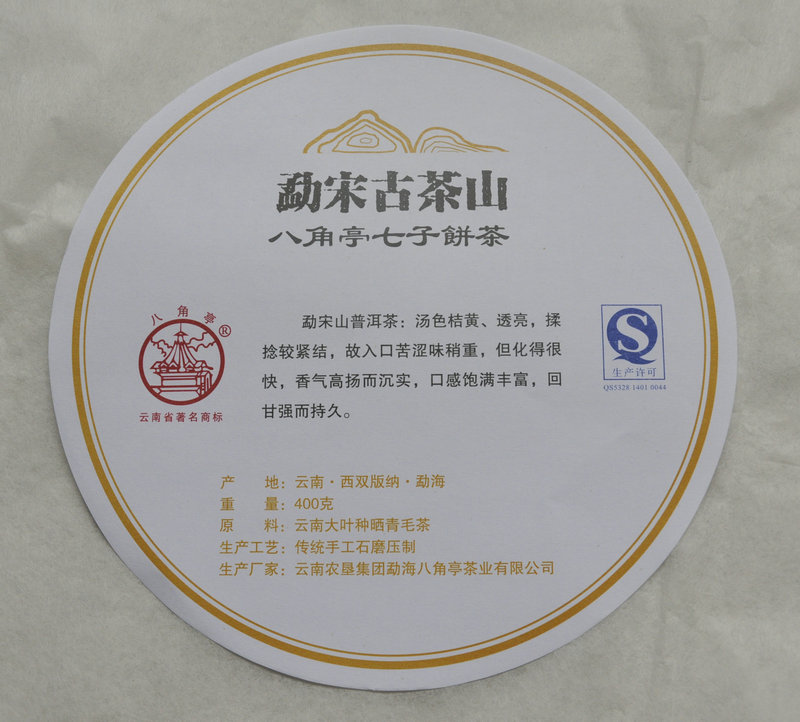 勐宋古茶山
八角亭七子餅茶
八角亭
®
云南省著名商标
勐宋山普洱茶：汤色桔黄、透亮，揉
捻较紧结，故入口苦涩味稍重，但化得很
快，香气高扬而沉实，口感饱满丰富，回
甘强而持久。
QS
生产许可
QS5328 1401 0044
产　地：云南·西双版纳·勐海
重　量：400克
原　料：云南大叶种晒青毛茶
生产工艺：传统手工石磨压制
生产厂家：云南农垦集团勐海八角亭茶业有限公司